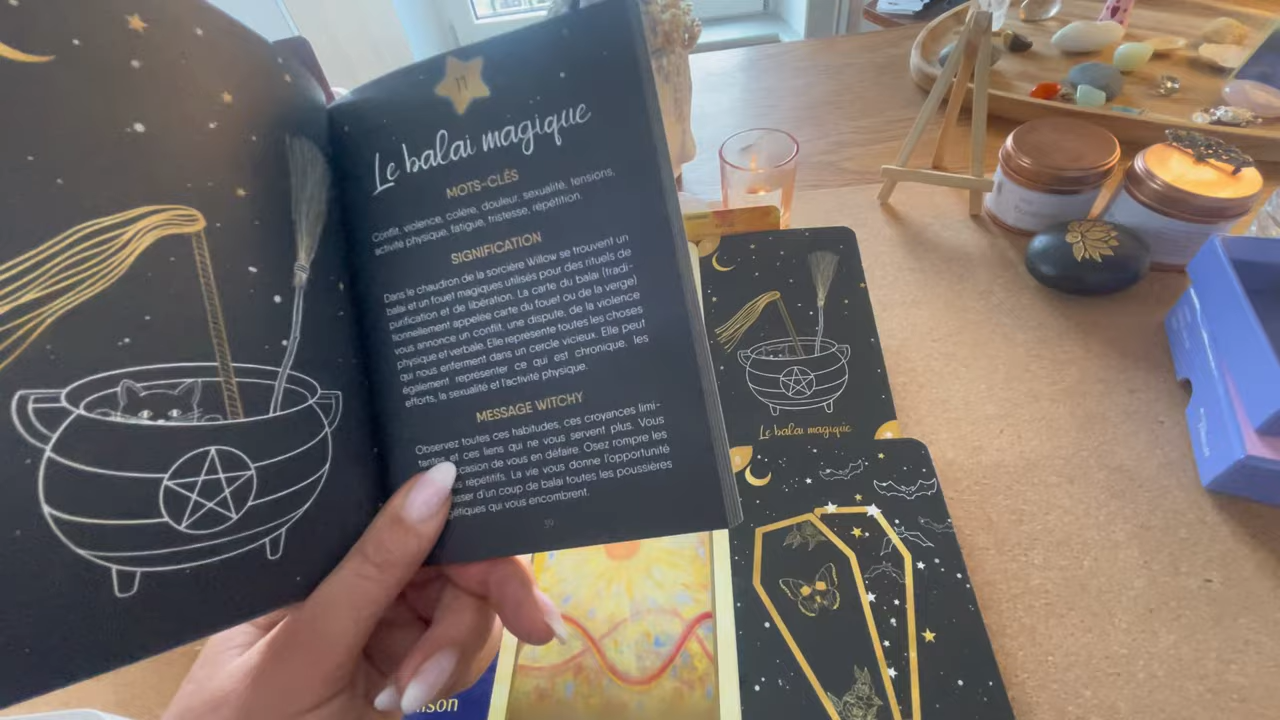 11
Le balai magique
MOTS-CLÉS
Conflit, violence, colère, douleur, sexualité, tensions,
activité physique, fatigue, tristesse, répétition.
SIGNIFICATION
Dans le chaudron de la sorcière Willow se trouvent un
balai et un fouet magiques utilisés pour des rituels de
purification et de libération. La carte du balai (tradi-
tionnellement appelée carte du fouet ou de la verge)
vous annonce un conflit, une dispute, de la violence
physique et verbale. Elle représente toutes les choses
qui nous enferment dans un cercle vicieux. Elle peut
également représenter ce qui est chronique, les
efforts, la sexualité et l'activité physique.
MESSAGE WITCHY
Observez toutes ces habitudes, ces croyances limi-
tantes et ces liens qui ne vous servent plus. Vous
casion de vous en défaire. Osez rompre les
s répétitifs. La vie vous donne l'opportunité
isser d'un coup de balai toutes les poussières
gétiques qui vous encombrent.
39
Le balai magique
ison